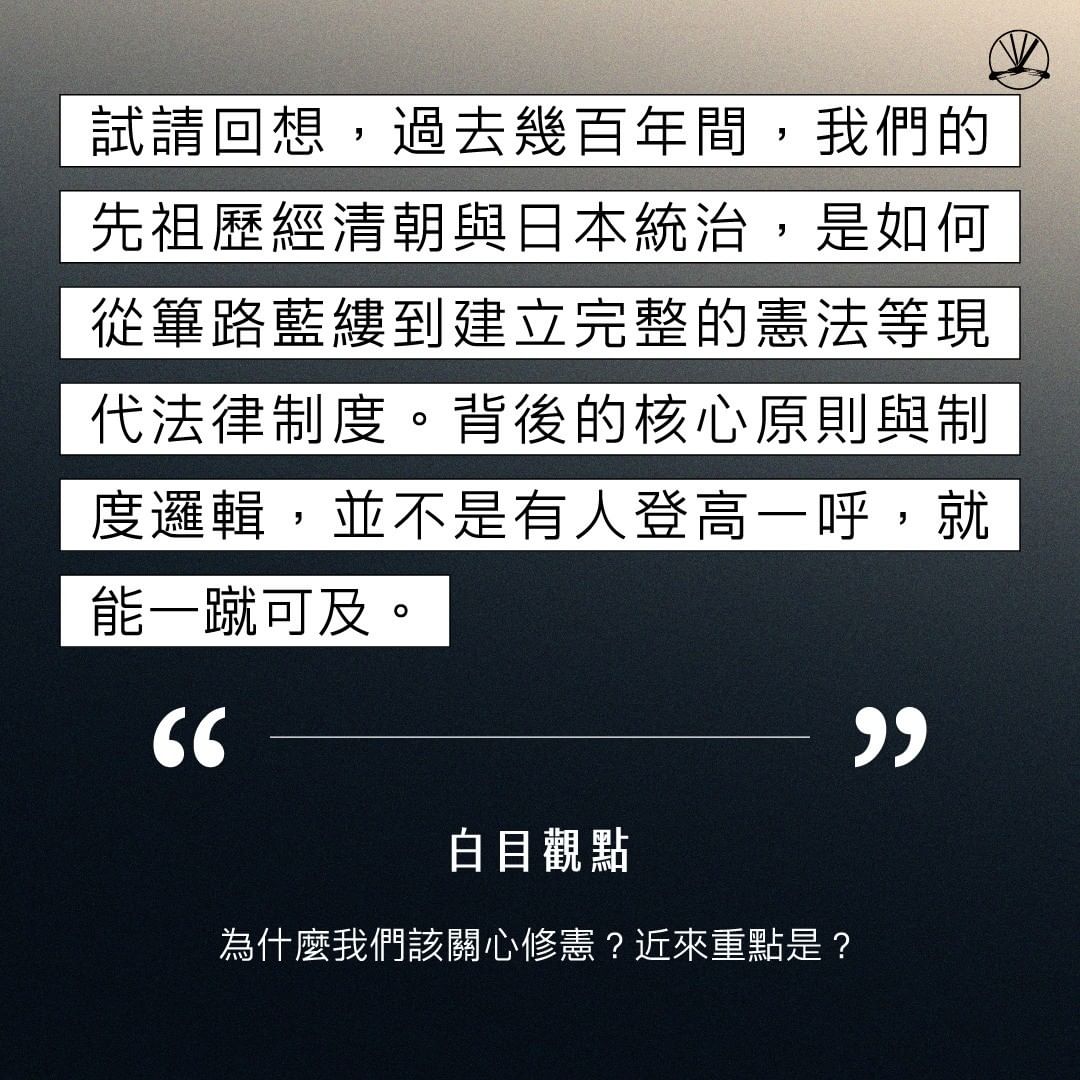 試請回想，過去幾百年間，我們的
先祖歷經清朝與日本統治，是如何
從篳路藍縷到建立完整的憲法等現
代法律制度。背後的核心原則與制
度邏輯，並不是有人登高一呼，就
能一蹴可及。
“ ”
白目觀點
為什麼我們該關心修憲？近來重點是？